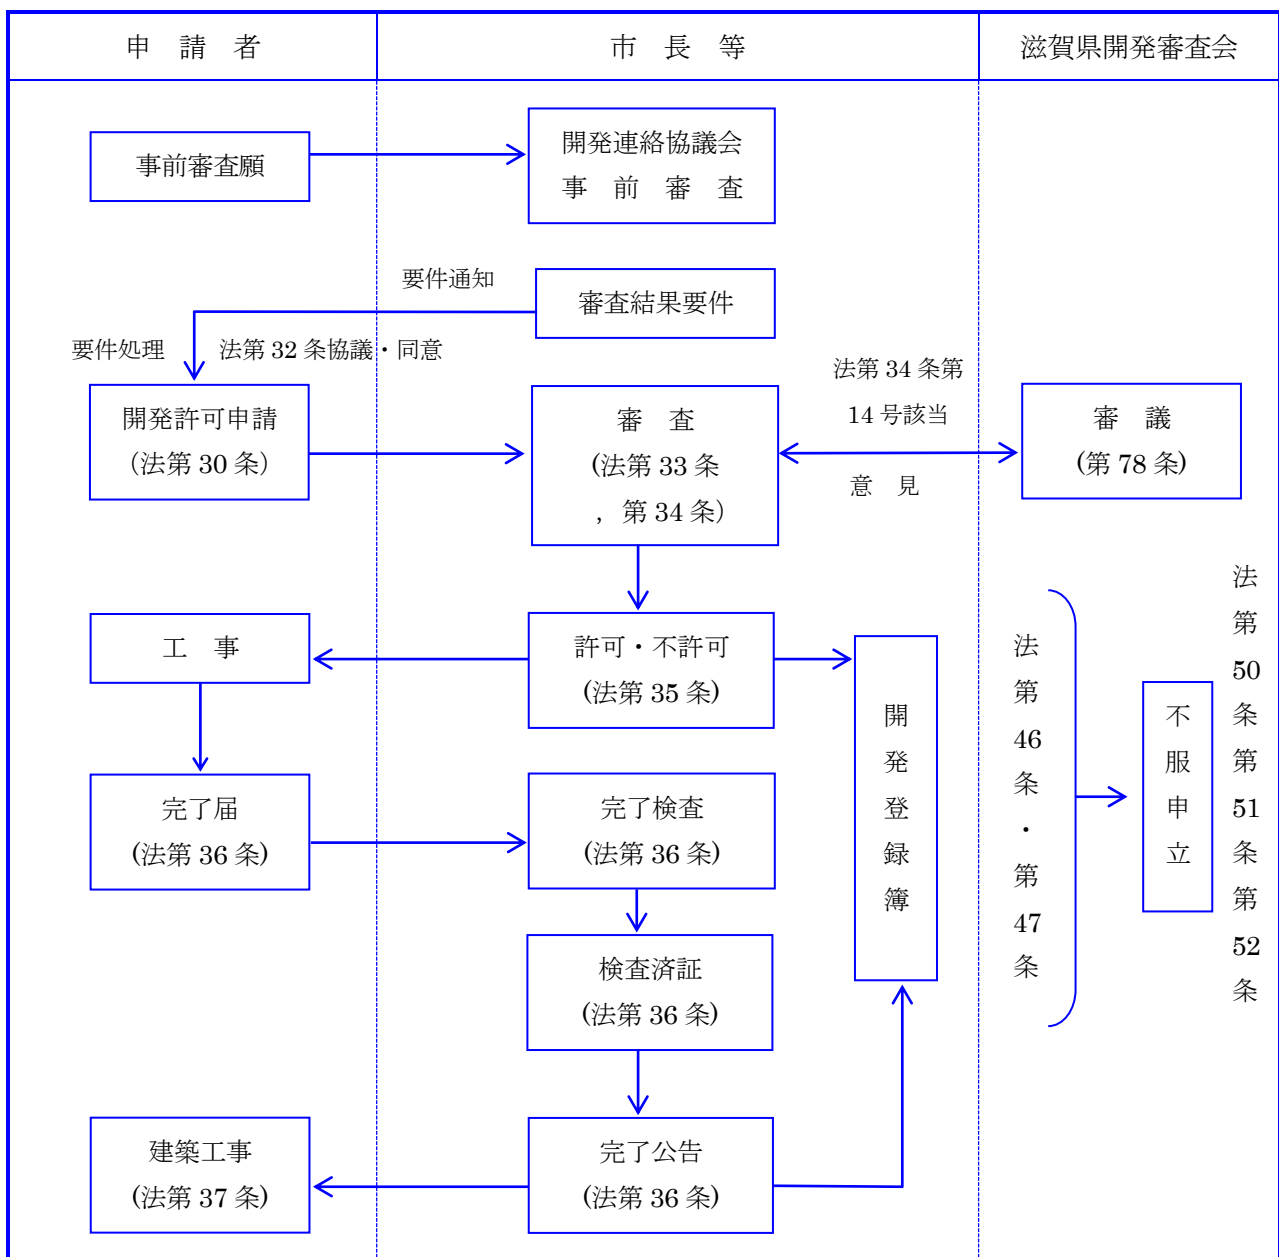 申　請　者
市　長　等
滋賀県開発審査会
事前審査願
開発連絡協議会
事　前　審　査
要件通知
審査結果要件
要件処理
法第 32 条協議・同意
法第 34 条第
14 号該当
開発許可申請
（法第 30 条）
審　査
(法第 33 条
，第 34 条）
審　議
(第 78 条)
意　見
工　事
許可・不許可
(法第 35 条)
開発登録簿
法第 46 条・第 47 条
不服申立
法第 50 条第 51 条第 52 条
完了届
(法第 36 条)
完了検査
(法第 36 条)
検査済証
(法第 36 条)
建築工事
(法第 37 条)
完了公告
(法第 36 条)